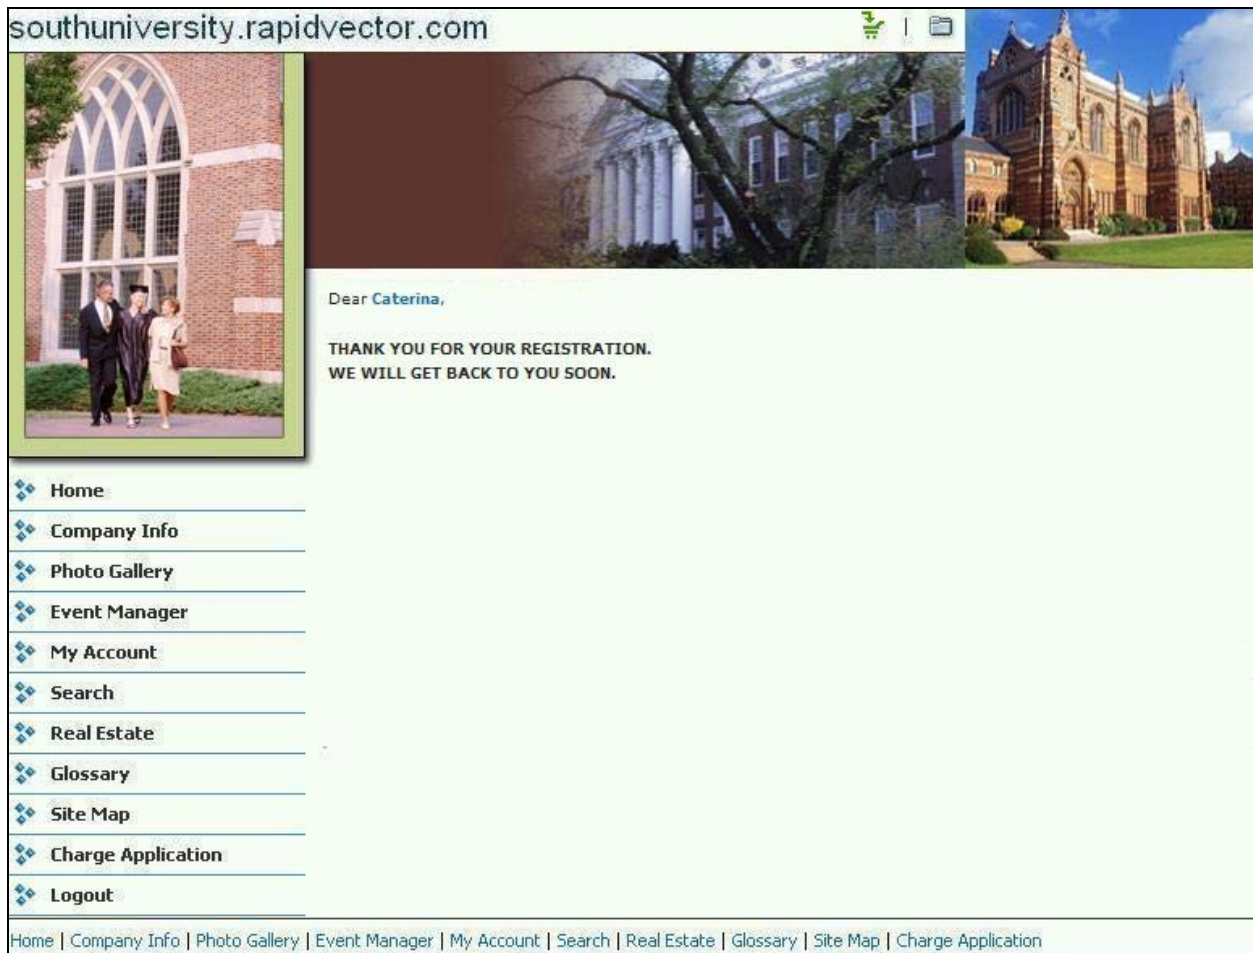 southuniversity.rapidvector.com
|
Dear Caterina,
THANK YOU FOR YOUR REGISTRATION.
WE WILL GET BACK TO YOU SOON.
Home
Company Info
Photo Gallery
Event Manager
My Account
Search
Real Estate
Glossary
Site Map
Charge Application
Logout
Home | Company Info | Photo Gallery | Event Manager | My Account | Search | Real Estate | Glossary | Site Map | Charge Application